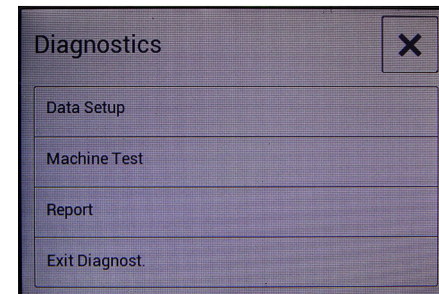 Diagnostics
Data Setup
Machine Test
Report
Exit Diagnost.